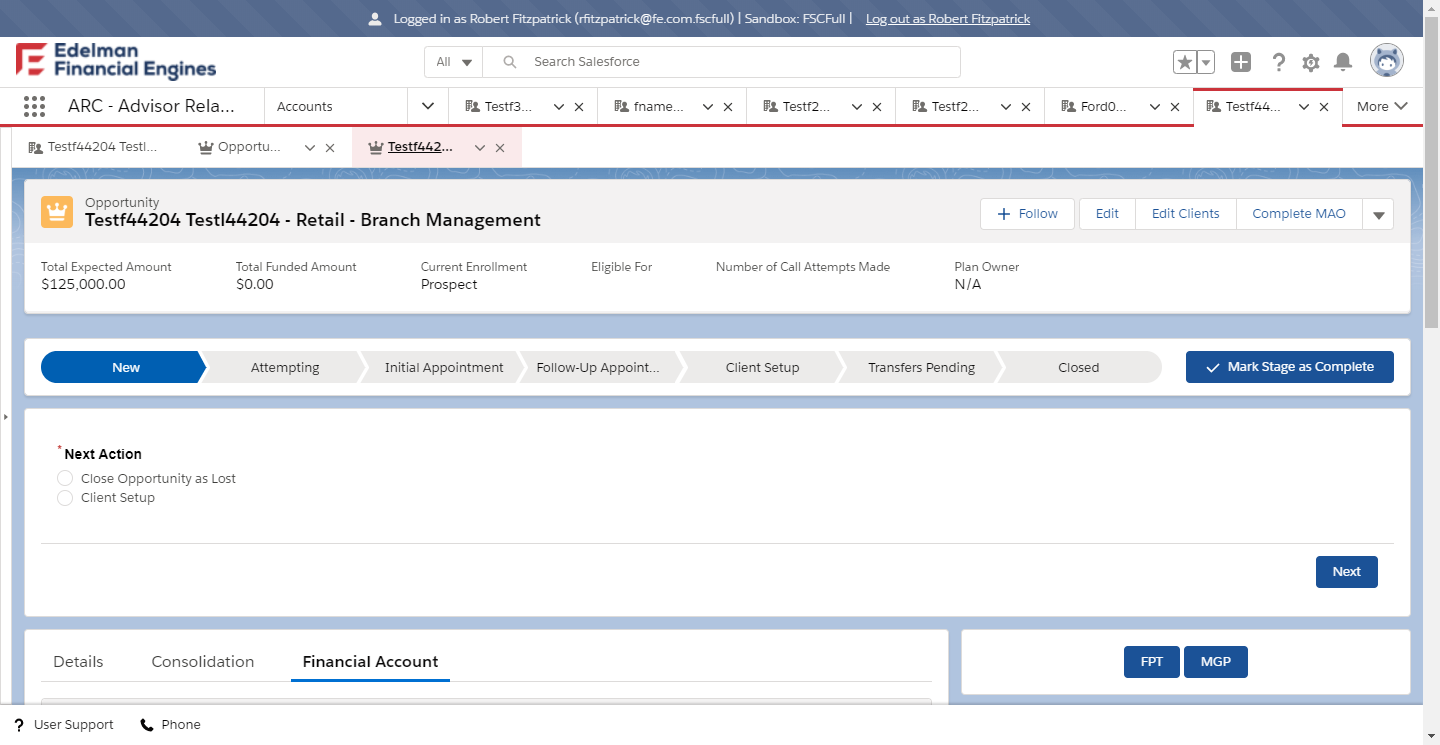 Logged in as Robert Fitzpatrick (rfitzpatrick@fe.com.fscfull) | Sandbox: FSCFull | Log out as Robert Fitzpatrick
Edelman
Financial Engines
All
Search Salesforce
ARC - Advisor Rela...
Accounts
Testf3...
fname...
Testf2...
Testf2...
Ford0...
Testf44...
More
Testf44204 Testl...
Opportu...
Testf442...
Opportunity
Testf44204 Testl44204 - Retail - Branch Management
Follow
Edit
Edit Clients
Complete MAO
Total Expected Amount
$125,000.00
Total Funded Amount
$0.00
Current Enrollment
Prospect
Eligible For
Number of Call Attempts Made
Plan Owner
N/A
New
Attempting
Initial Appointment
Follow-Up Appoint...
Client Setup
Transfers Pending
Closed
Mark Stage as Complete
* Next Action
Close Opportunity as Lost
Client Setup
Next
Details
Consolidation
Financial Account
FPT
MGP
User Support
Phone